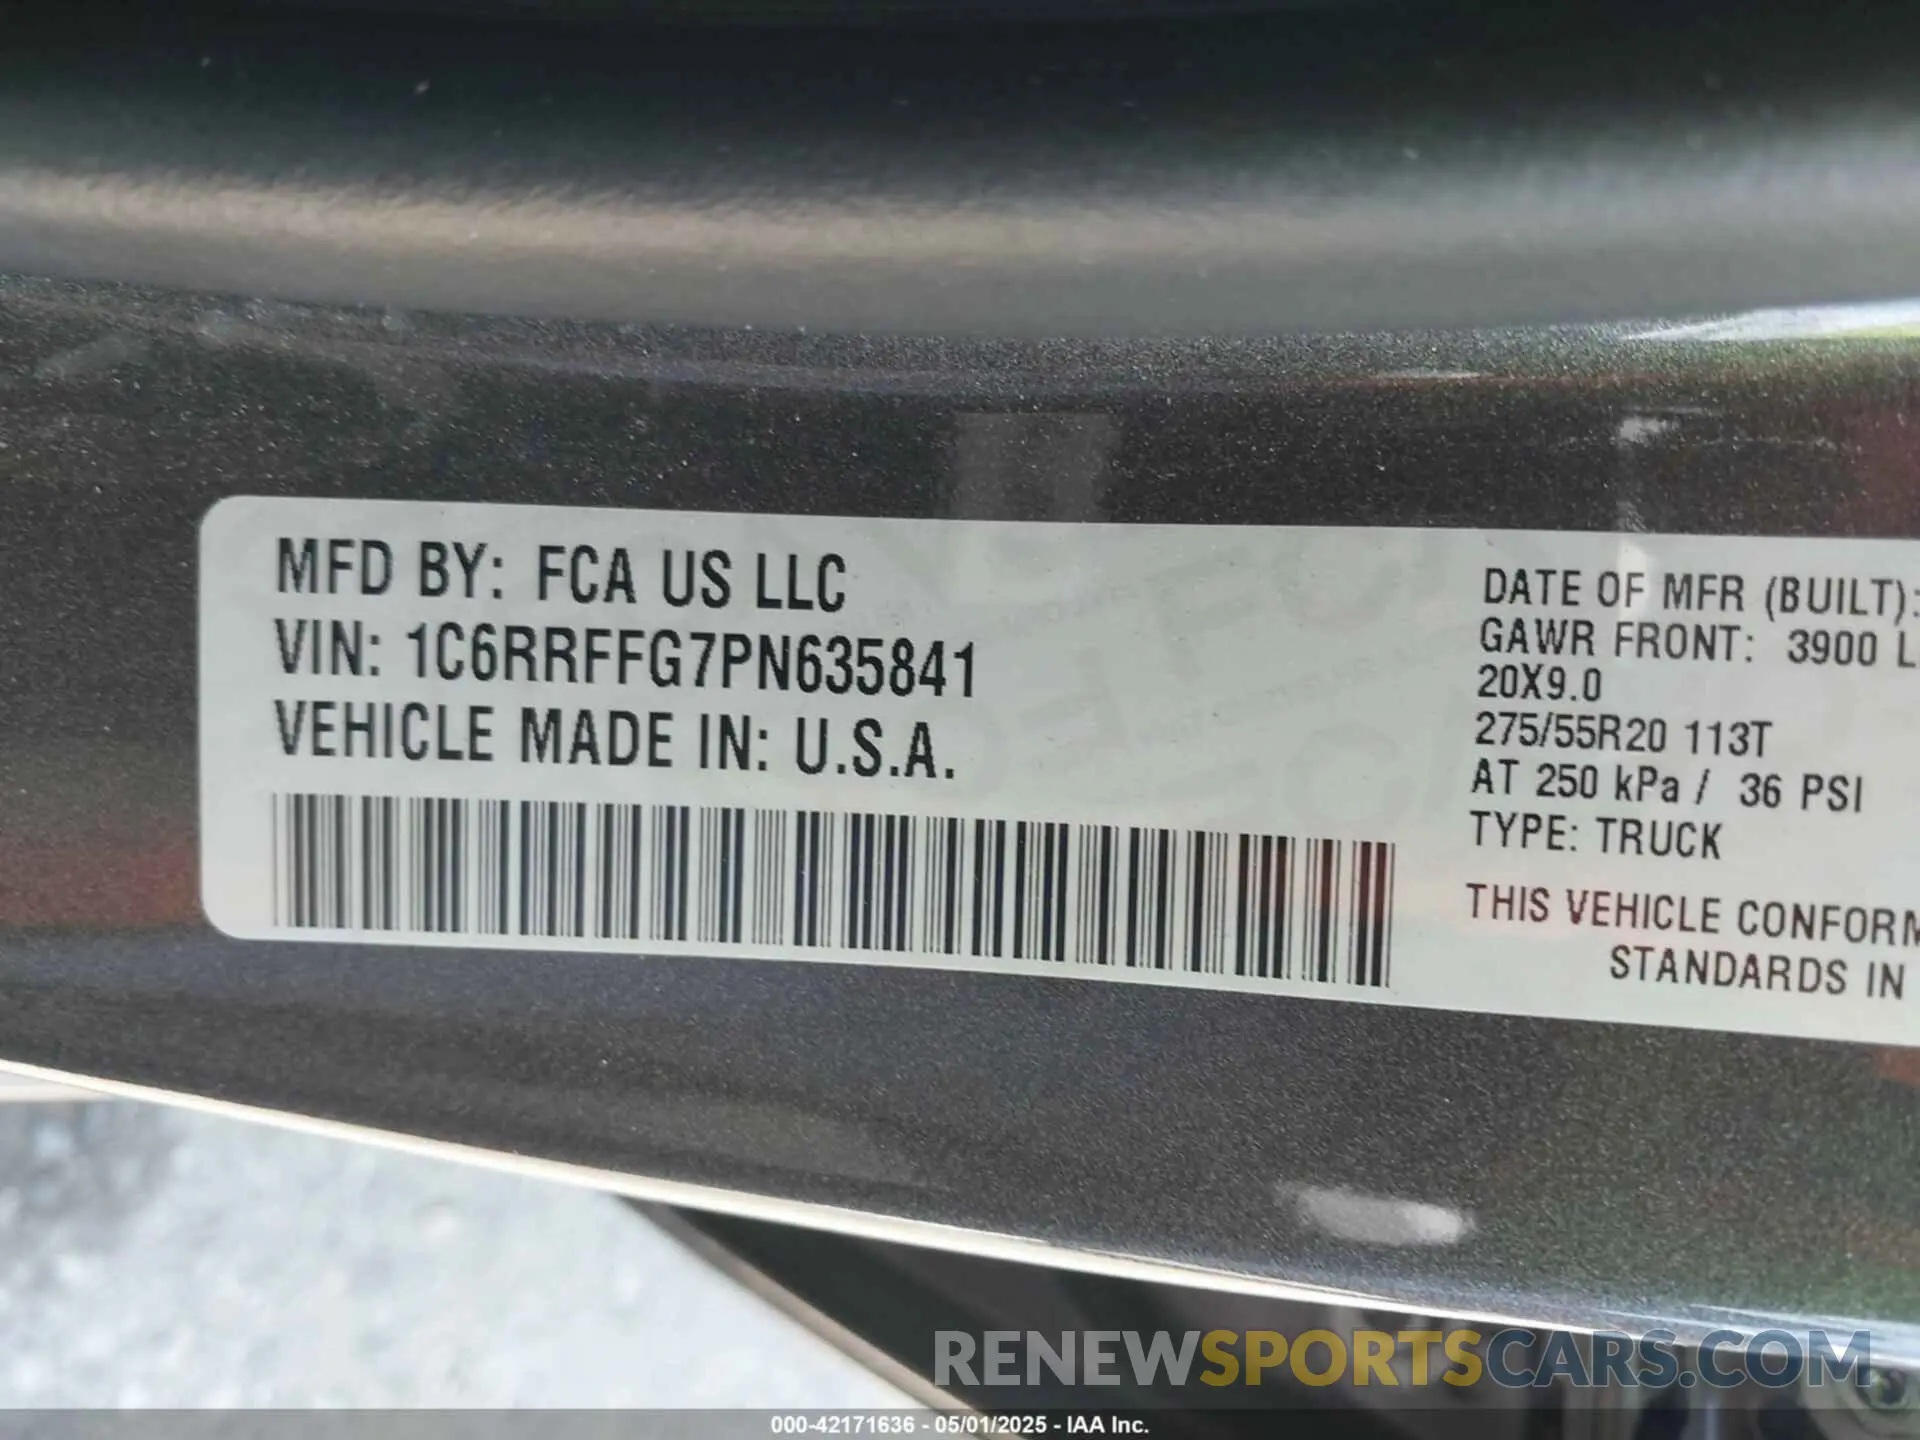 MFD BY: FCA US LLC
VIN: 1C6RRFFG7PN635841
VEHICLE MADE IN: U.S.A.
DATE OF MFR (BUILT):
GAWR FRONT: 3900 L
20X9.0
275/55R20 113T
AT 250 kPa / 36 PSI
TYPE: TRUCK
THIS VEHICLE CONFORM
STANDARDS IN
RENEWSPORTSCARS.COM
000-42171636 - 05/01/2025 - IAA Inc.